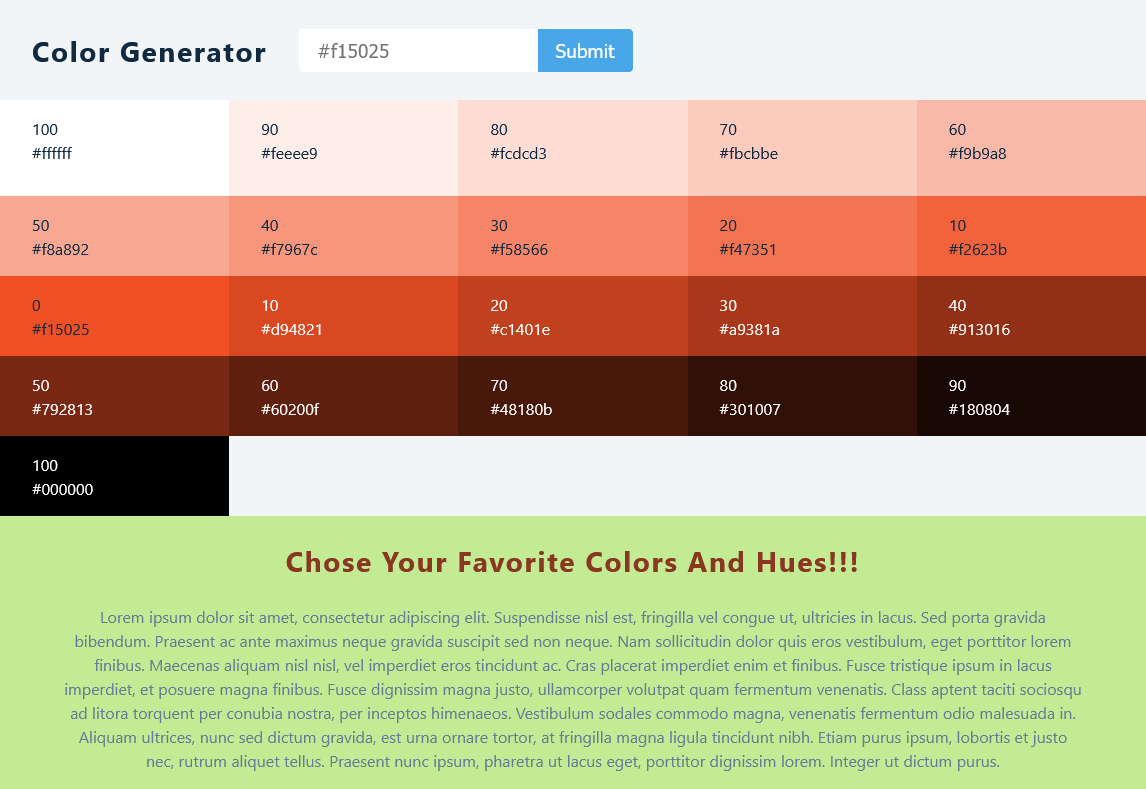 Color Generator
#f15025
Submit
100
#ffffff
90
#feeee9
80
#fcdcd3
70
#fbcbbe
60
#f9b9a8
50
#f8a892
40
#f7967c
30
#f58566
20
#f47351
10
#f2623b
0
#f15025
10
#d94821
20
#c1401e
30
#a9381a
40
#913016
50
#792813
60
#60200f
70
#48180b
80
#301007
90
#180804
100
#000000
Chose Your Favorite Colors And Hues!!!
Lorem ipsum dolor sit amet, consectetur adipiscing elit. Suspendisse nisl est, fringilla vel congue ut, ultricies in lacus. Sed porta gravida
bibendum. Praesent ac ante maximus neque gravida suscipit sed non neque. Nam sollicitudin dolor quis eros vestibulum, eget porttitor lorem
finibus. Maecenas aliquam nisl nisl, vel imperdiet eros tincidunt ac. Cras placerat imperdiet enim et finibus. Fusce tristique ipsum in lacus
imperdiet, et posuere magna finibus. Fusce dignissim magna justo, ullamcorper volutpat quam fermentum venenatis. Class aptent taciti sociosqu
ad litora torquent per conubia nostra, per inceptos himenaeos. Vestibulum sodales commodo magna, venenatis fermentum odio malesuada in.
Aliquam ultrices, nunc sed dictum gravida, est urna ornare tortor, at fringilla magna ligula tincidunt nibh. Etiam purus ipsum, lobortis et justo
nec, rutrum aliquet tellus. Praesent nunc ipsum, pharetra ut lacus eget, porttitor dignissim lorem. Integer ut dictum purus.